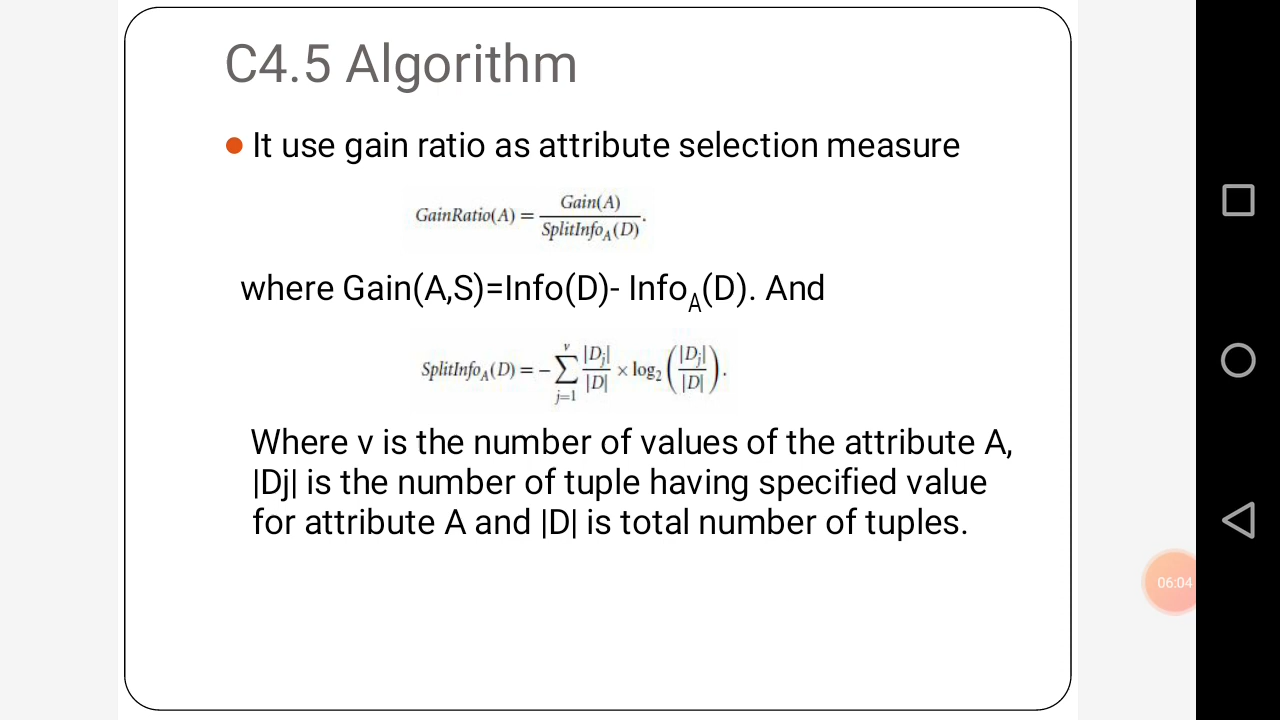 C4.5 Algorithm
It use gain ratio as attribute selection measure
GainRatio(A) = Gain(A) / SplitInfo_A(D).
where Gain(A,S)=Info(D)- Info_A(D). And
SplitInfo_A(D) = − ∑_{j=1}^{v} |D_j| / |D| × log_2 (|D_j| / |D|).
Where v is the number of values of the attribute A,
|Dj| is the number of tuple having specified value
for attribute A and |D| is total number of tuples.
06:04